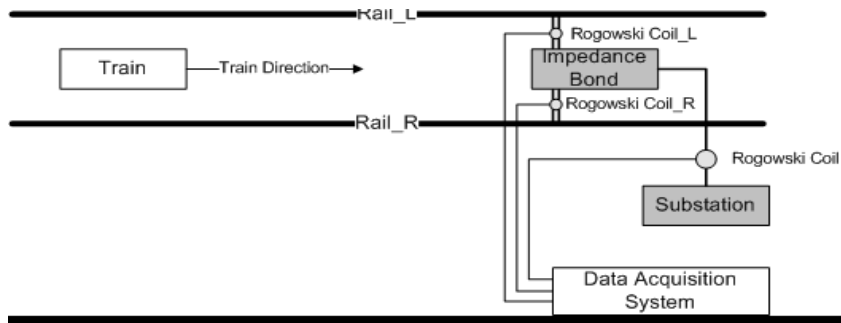 Rail_L
Rogowski Coil_L
Train
Train Direction
Impedance
Bond
Rogowski Coil_R
Rail_R
Rogowski Coil
Substation
Data Acquisition
System